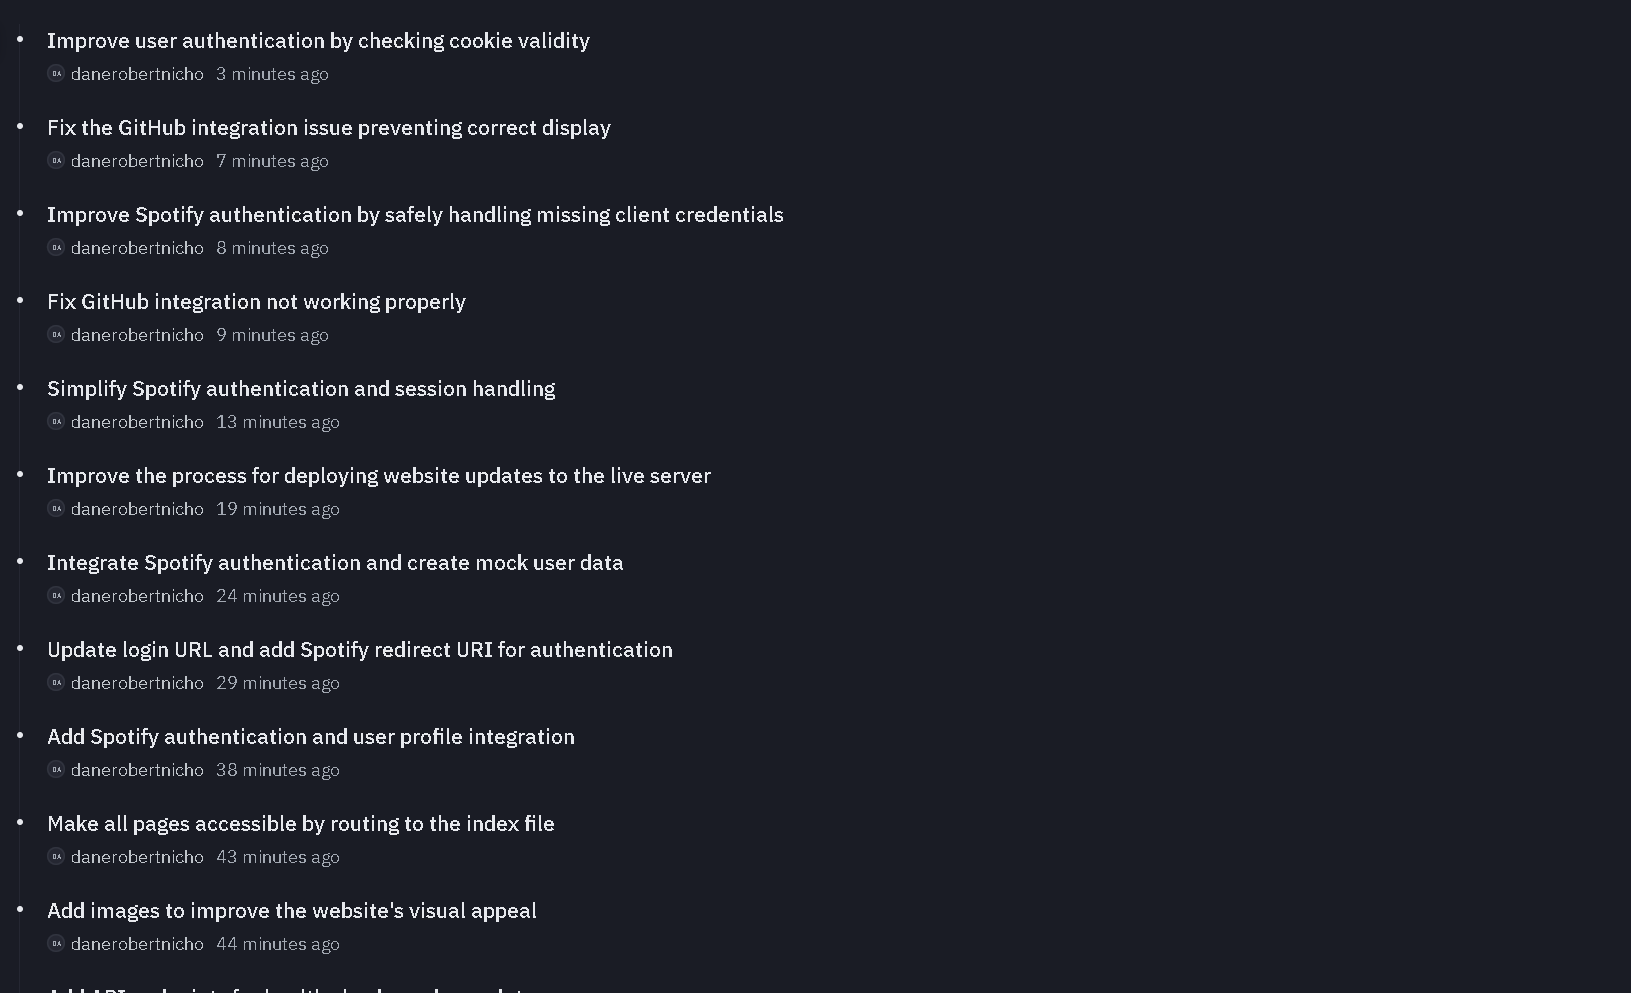 Improve user authentication by checking cookie validity
DA danerobertnicho 3 minutes ago
Fix the GitHub integration issue preventing correct display
DA danerobertnicho 7 minutes ago
Improve Spotify authentication by safely handling missing client credentials
DA danerobertnicho 8 minutes ago
Fix GitHub integration not working properly
DA danerobertnicho 9 minutes ago
Simplify Spotify authentication and session handling
DA danerobertnicho 13 minutes ago
Improve the process for deploying website updates to the live server
DA danerobertnicho 19 minutes ago
Integrate Spotify authentication and create mock user data
DA danerobertnicho 24 minutes ago
Update login URL and add Spotify redirect URI for authentication
DA danerobertnicho 29 minutes ago
Add Spotify authentication and user profile integration
DA danerobertnicho 38 minutes ago
Make all pages accessible by routing to the index file
DA danerobertnicho 43 minutes ago
Add images to improve the website's visual appeal
DA danerobertnicho 44 minutes ago